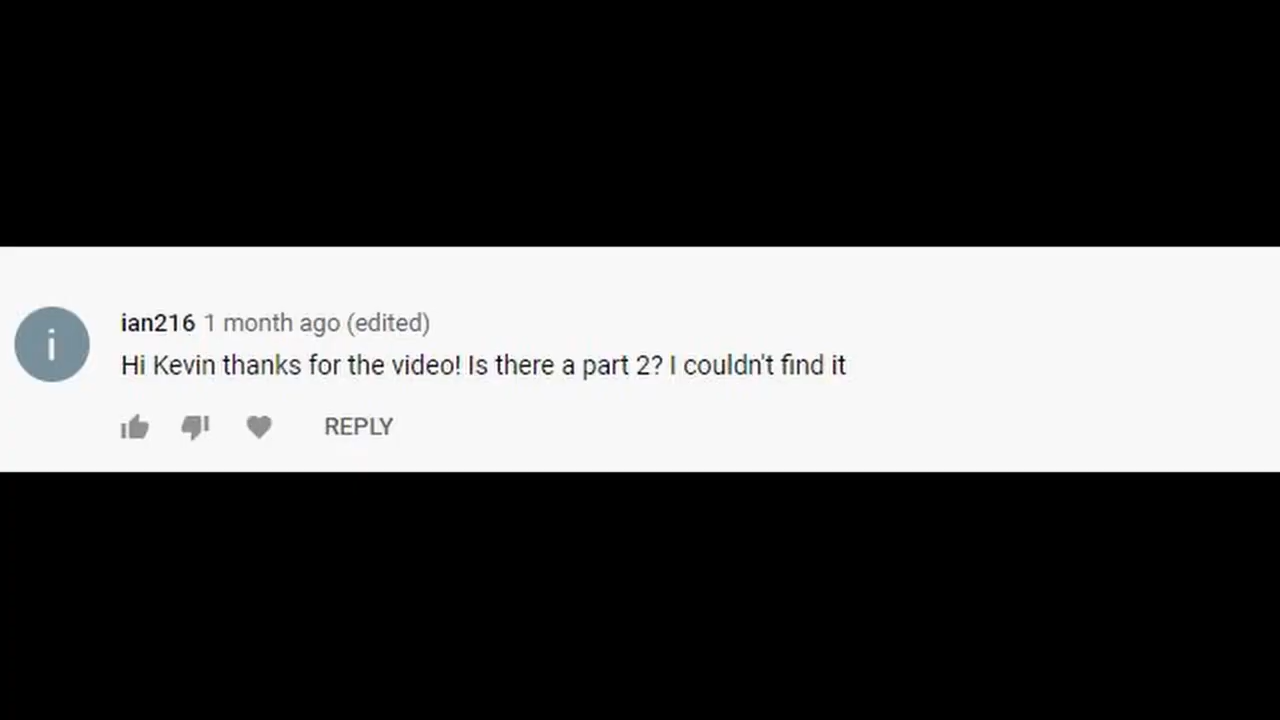 i
ian216 1 month ago (edited)
Hi Kevin thanks for the video! Is there a part 2? I couldn't find it
REPLY